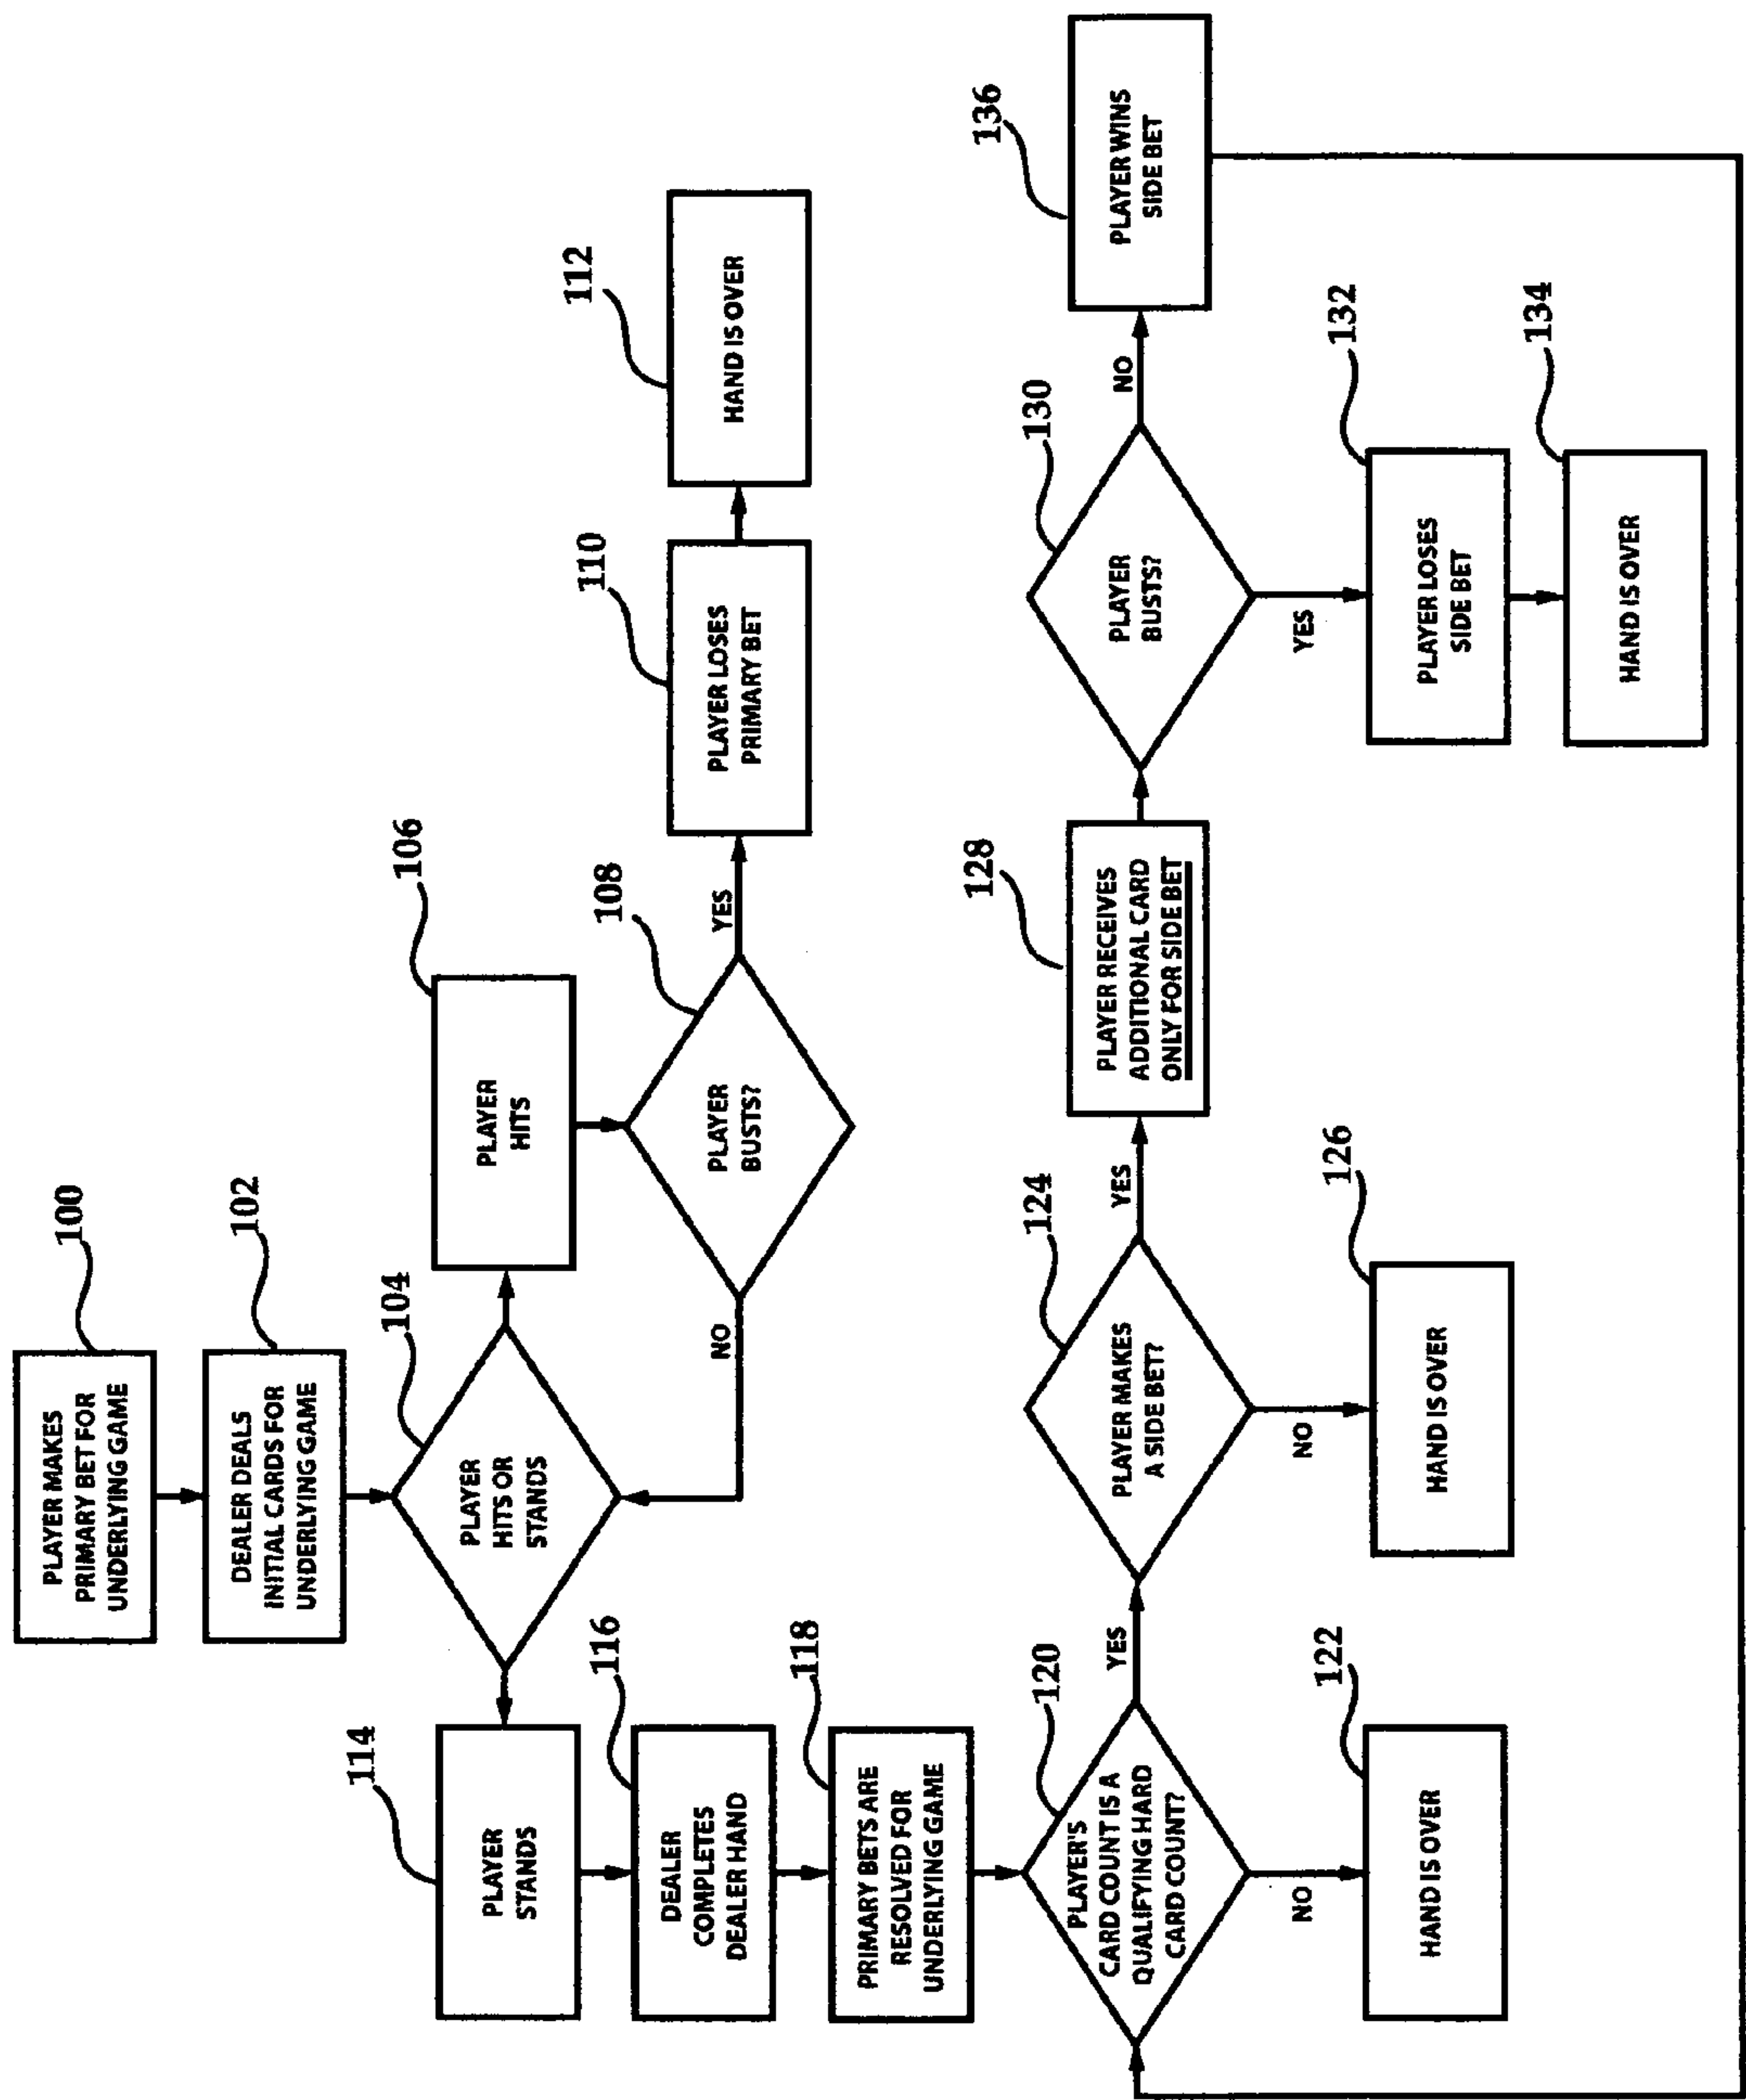 100
PLAYER MAKES
PRIMARY BET FOR
UNDERLYING GAME
102
DEALER DEALS
INITIAL CARDS FOR
UNDERLYING GAME
104
PLAYER
HITS OR
STANDS
106
PLAYER
HITS
108
PLAYER
BUSTS?
YES
NO
110
PLAYER LOSES
PRIMARY BET
112
HAND IS OVER
114
PLAYER
STANDS
116
DEALER
COMPLETES
DEALER HAND
118
PRIMARY BETS ARE
RESOLVED FOR
UNDERLYING GAME
120
PLAYER'S
CARD COUNT IS A
QUALIFYING HARD
CARD COUNT?
YES
NO
122
HAND IS OVER
124
PLAYER MAKES
A SIDE BET?
YES
NO
126
HAND IS OVER
128
PLAYER RECEIVES
ADDITIONAL CARD
ONLY FOR SIDE BET
130
PLAYER
BUSTS?
NO
YES
132
PLAYER LOSES
SIDE BET
134
HAND IS OVER
136
PLAYER WINS
SIDE BET